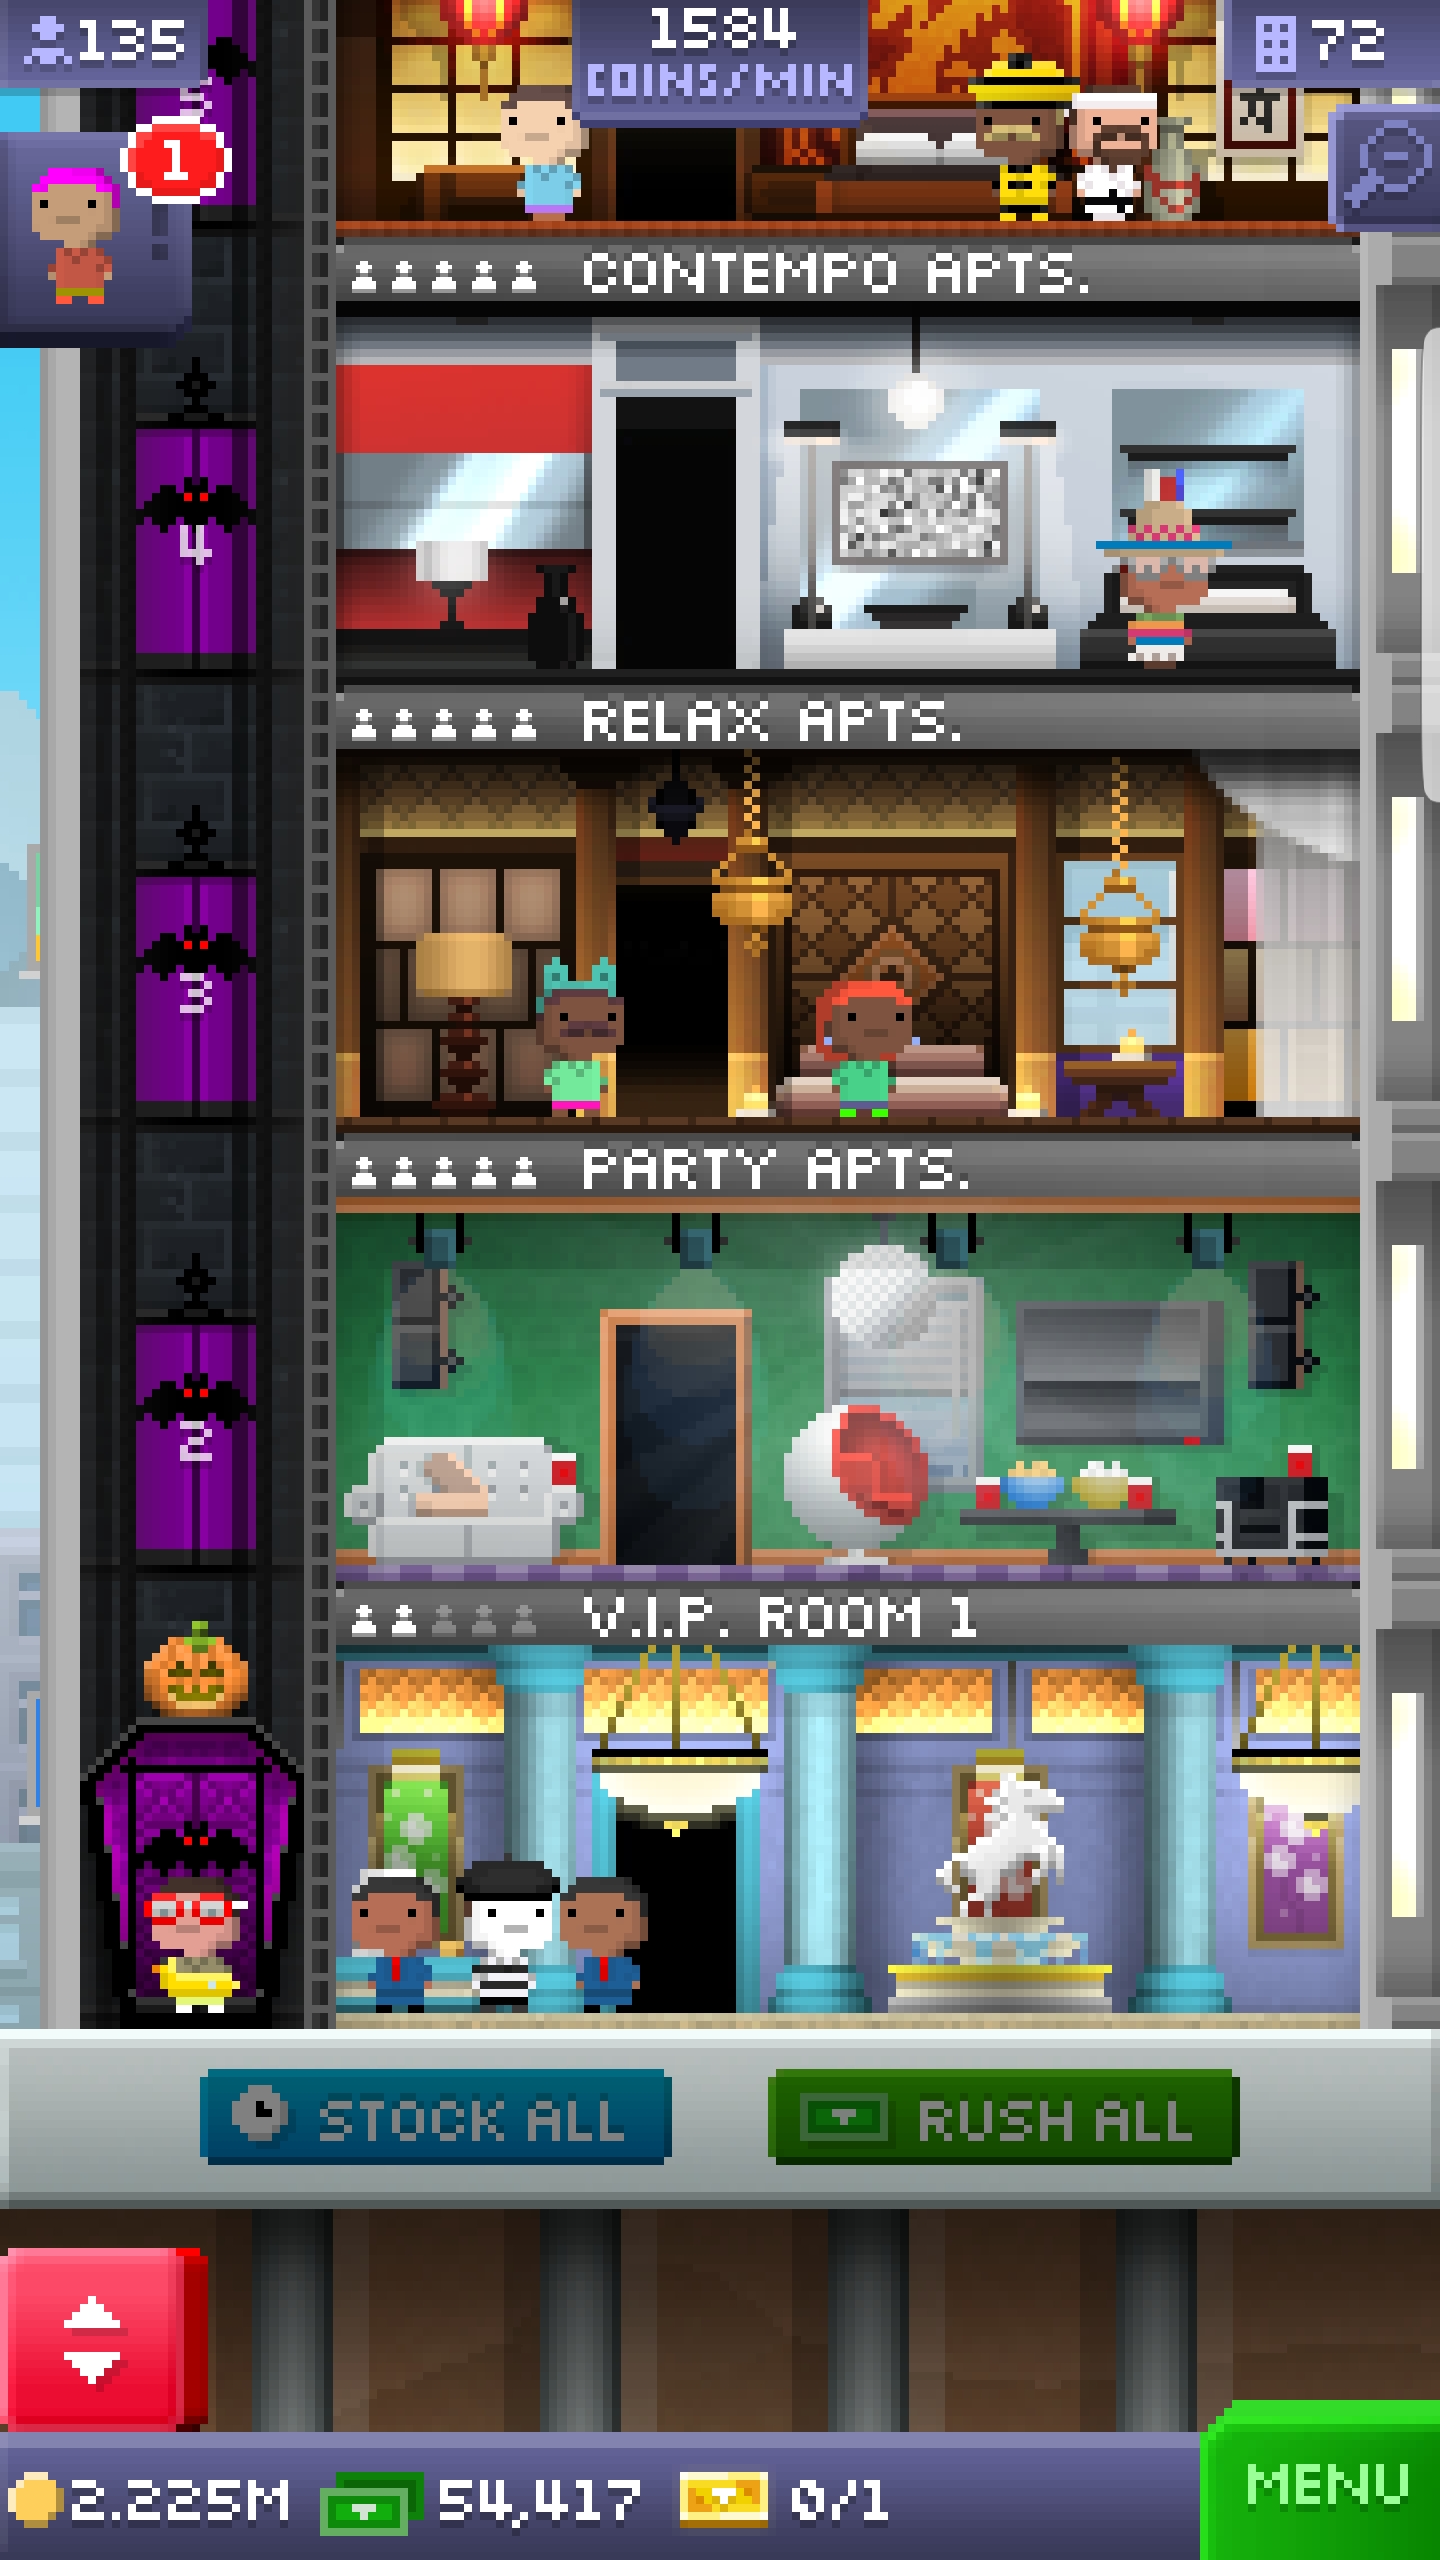 135
1584
COINS/MIN
72
3
1
CONTEMPO APTS.
4
RELAX APTS.
3
PARTY APTS.
2
V.I.P. ROOM 1
STOCK ALL
RUSH ALL
2.225M
54,417
0/1
MENU